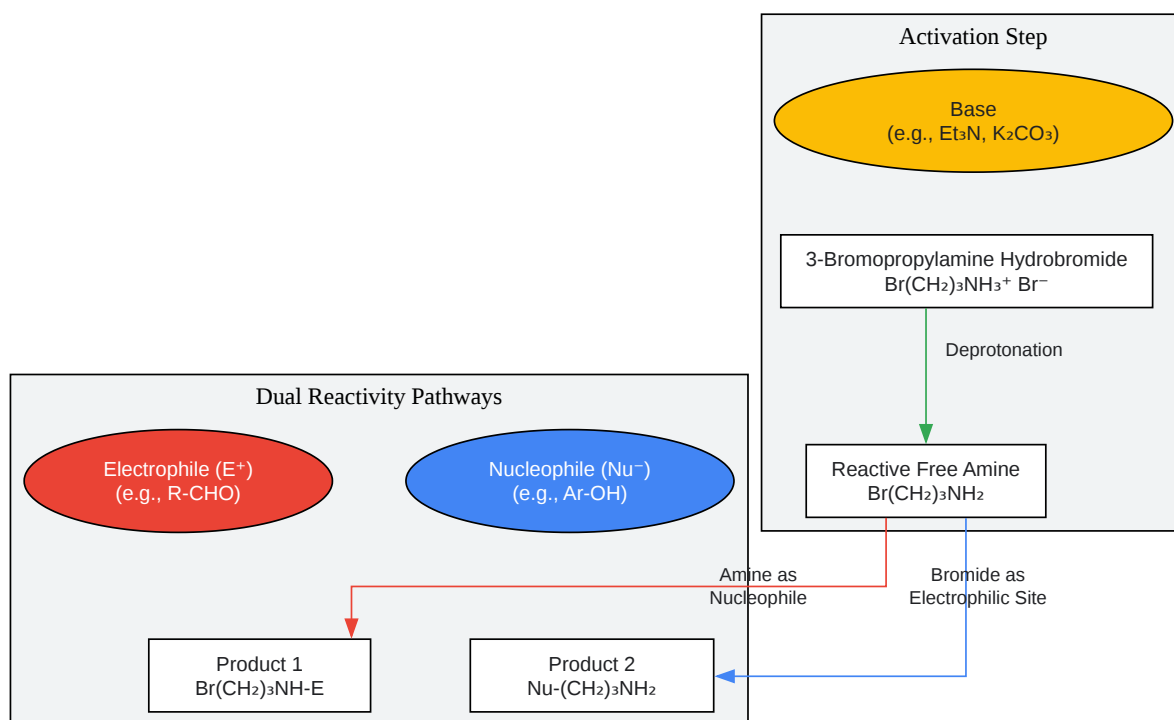 Activation Step
Base
(e.g., Et₃N, K₂CO₃)
3-Bromopropylamine Hydrobromide
Br(CH₂)₃NH₃⁺ Br⁻
Deprotonation
Reactive Free Amine
Br(CH₂)₃NH₂
Dual Reactivity Pathways
Electrophile (E⁺)
(e.g., R-CHO)
Nucleophile (Nu⁻)
(e.g., Ar-OH)
Amine as
Nucleophile
Bromide as
Electrophilic Site
Product 1
Br(CH₂)₃NH-E
Product 2
Nu-(CH₂)₃NH₂